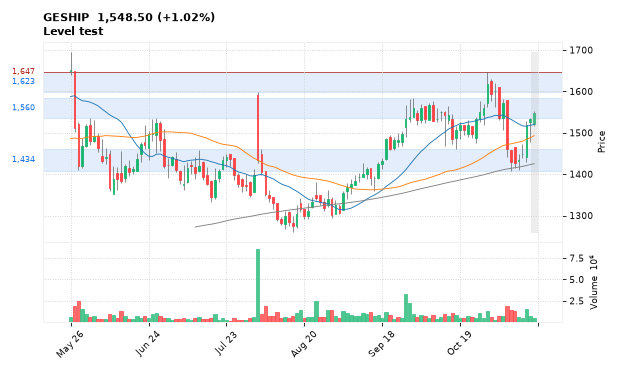 GESHIP 1,548.50 (+1.02%)
Level test
1,647
1,623
1,560
1,434
1700
1600
1500
1400
1300
Price
7.5
5.0
2.5
Volume 10⁶
May 26
Jun 24
Jul 23
Aug 20
Sep 18
Oct 19